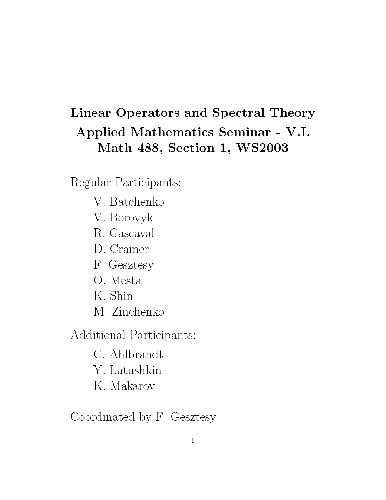 Linear Operators and Spectral Theory
Applied Mathematics Seminar - V.I.
Math 488, Section 1, WS2003
Regular Participants:
V. Batchenko
V. Borovyk
R. Cascaval
D. Cramer
F. Gesztesy
O. Mesta
K. Shin
M. Zinchenko
Additional Participants:
C. Ahlbrandt
Y. Latushkin
K. Makarov
Coordinated by F. Gesztesy
1